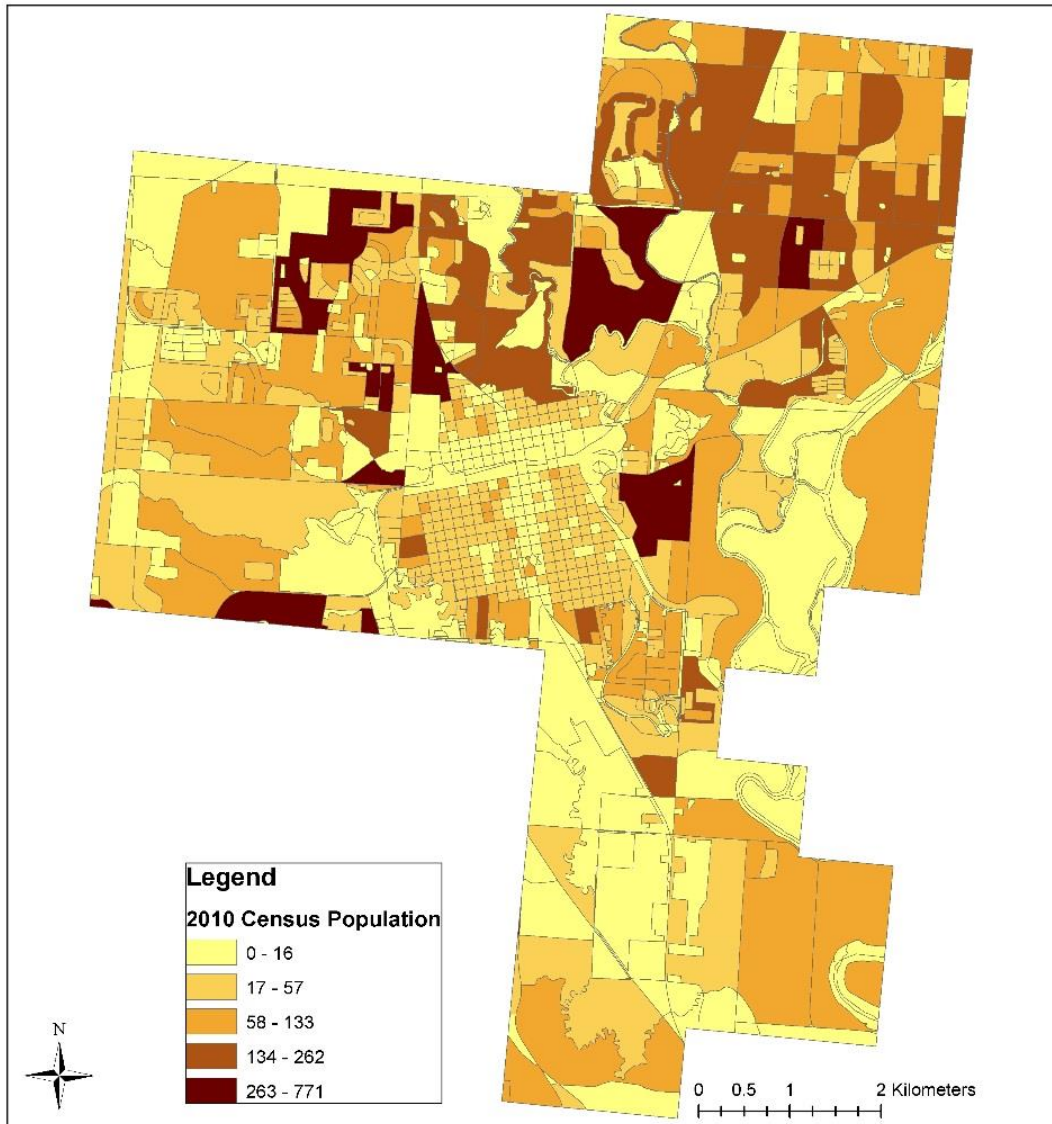 Legend
2010 Census Population
0 - 16
17 - 57
58 - 133
134 - 262
263 - 771
N
0 0.5 1 2 Kilometers